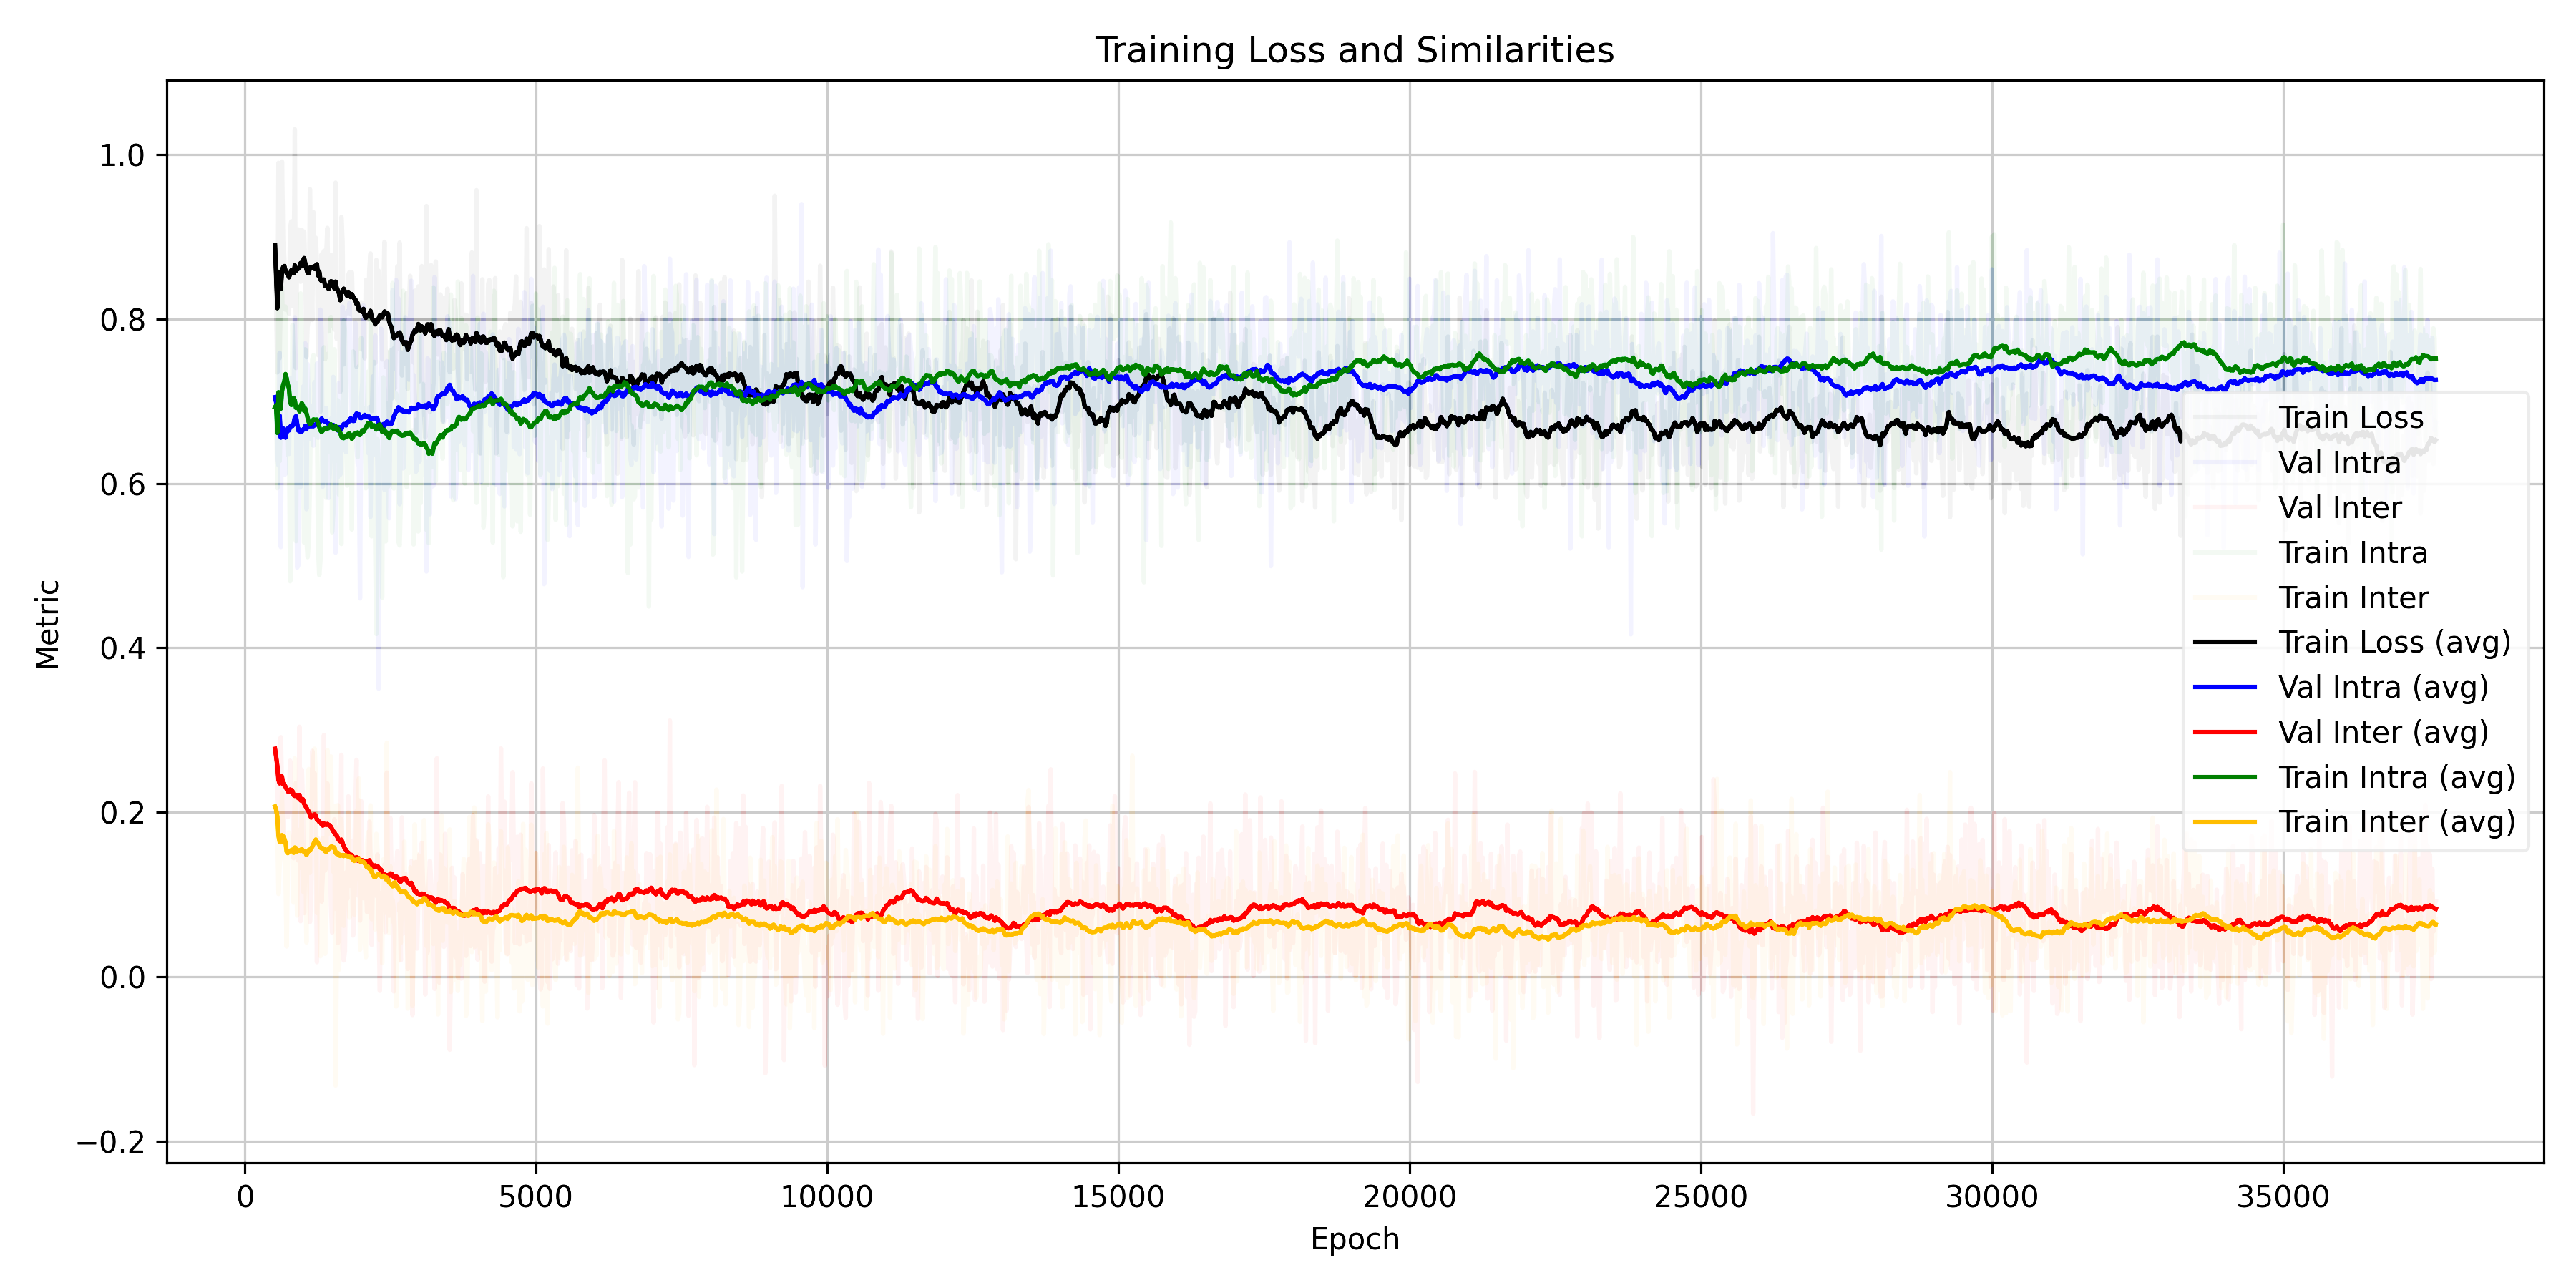 Training Loss and Similarities
1.0
0.8
0.6
0.4
0.2
0.0
−0.2
Metric
Train Loss
Val Intra
Val Inter
Train Intra
Train Inter
Train Loss (avg)
Val Intra (avg)
Val Inter (avg)
Train Intra (avg)
Train Inter (avg)
0 5000 10000 15000 20000 25000 30000 35000
Epoch